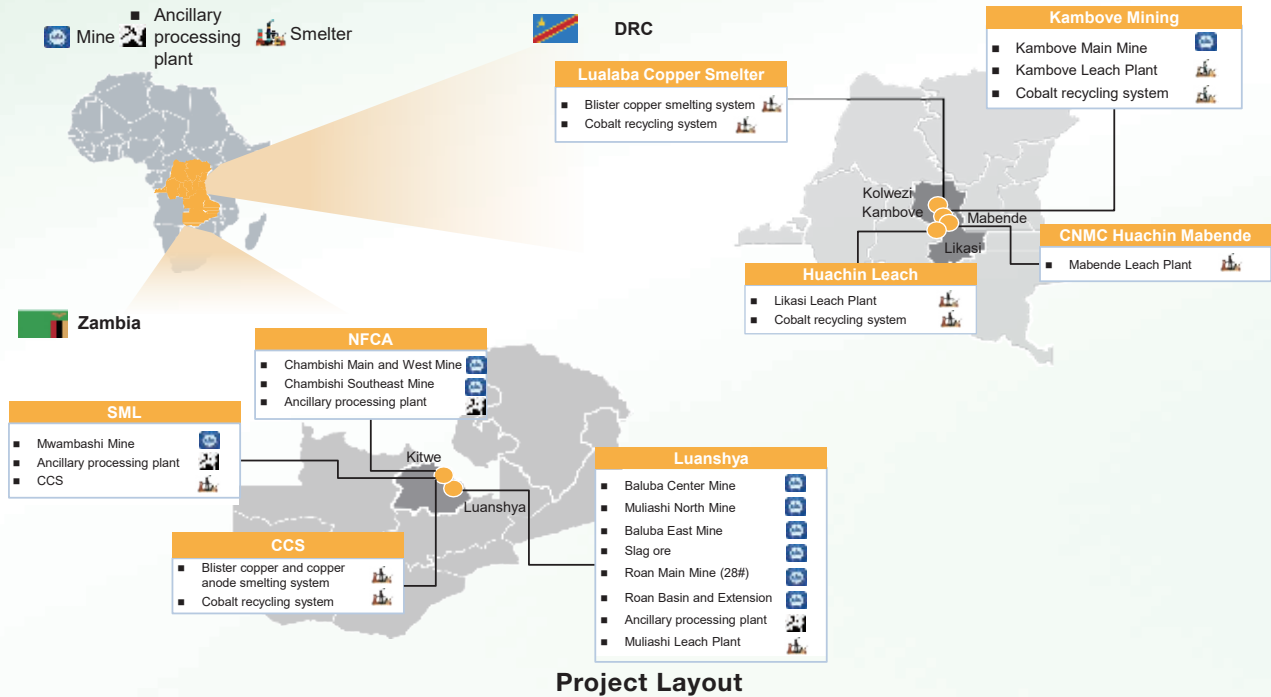 Mine
■ Ancillary
processing
plant
Smelter
DRC
Lualaba Copper Smelter
■ Blister copper smelting system
■ Cobalt recycling system
Kambove Mining
■ Kambove Main Mine
■ Kambove Leach Plant
■ Cobalt recycling system
Kolwezi
Kambove
Mabende
Likasi
CNMC Huachin Mabende
■ Mabende Leach Plant
Huachin Leach
■ Likasi Leach Plant
■ Cobalt recycling system
Zambia
NFCA
■ Chambishi Main and West Mine
■ Chambishi Southeast Mine
■ Ancillary processing plant
SML
■ Mwambashi Mine
■ Ancillary processing plant
■ CCS
Kitwe
Luanshya
CCS
■ Blister copper and copper
anode smelting system
■ Cobalt recycling system
Luanshya
■ Baluba Center Mine
■ Muliashi North Mine
■ Baluba East Mine
■ Slag ore
■ Roan Main Mine (28#)
■ Roan Basin and Extension
■ Ancillary processing plant
■ Muliashi Leach Plant
Project Layout